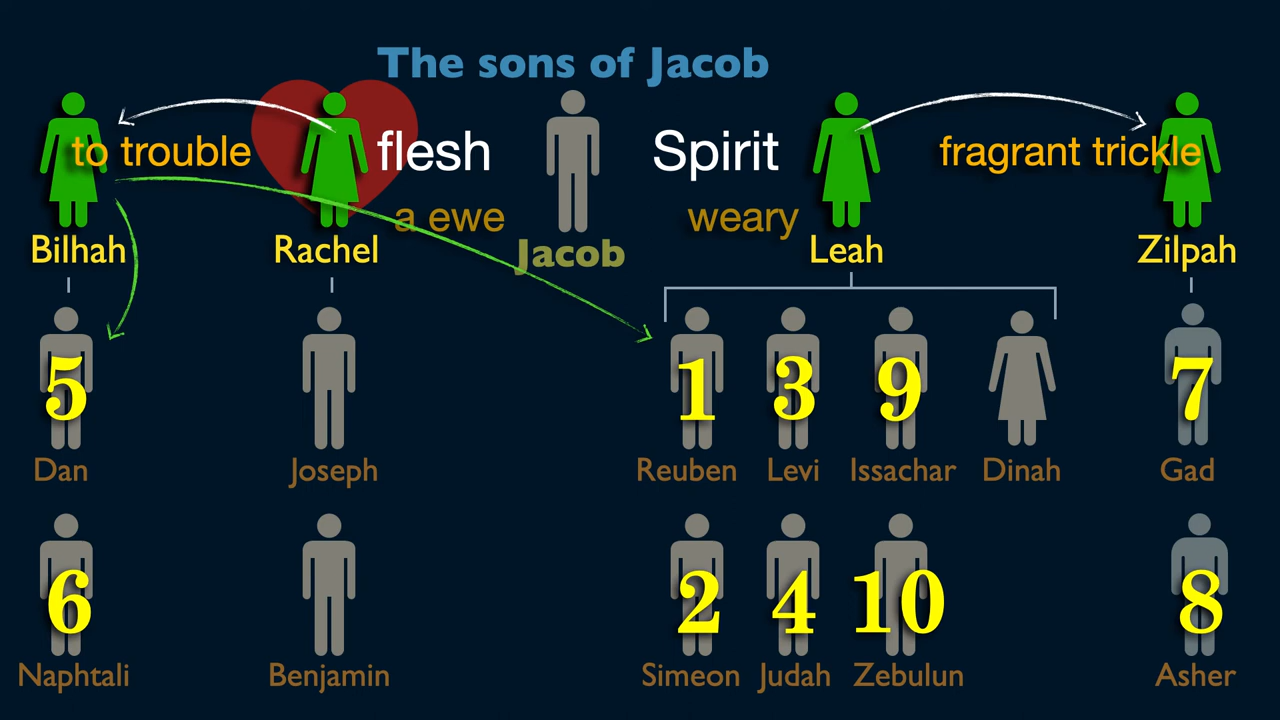 The sons of Jacob
to trouble
flesh
Spirit
fragrant trickle
a ewe
weary
Bilhah
Rachel
Jacob
Leah
Zilpah
5
1
3
9
7
Dan
Joseph
Reuben
Levi
Issachar
Dinah
Gad
6
2
4
10
8
Naphtali
Benjamin
Simeon
Judah
Zebulun
Asher